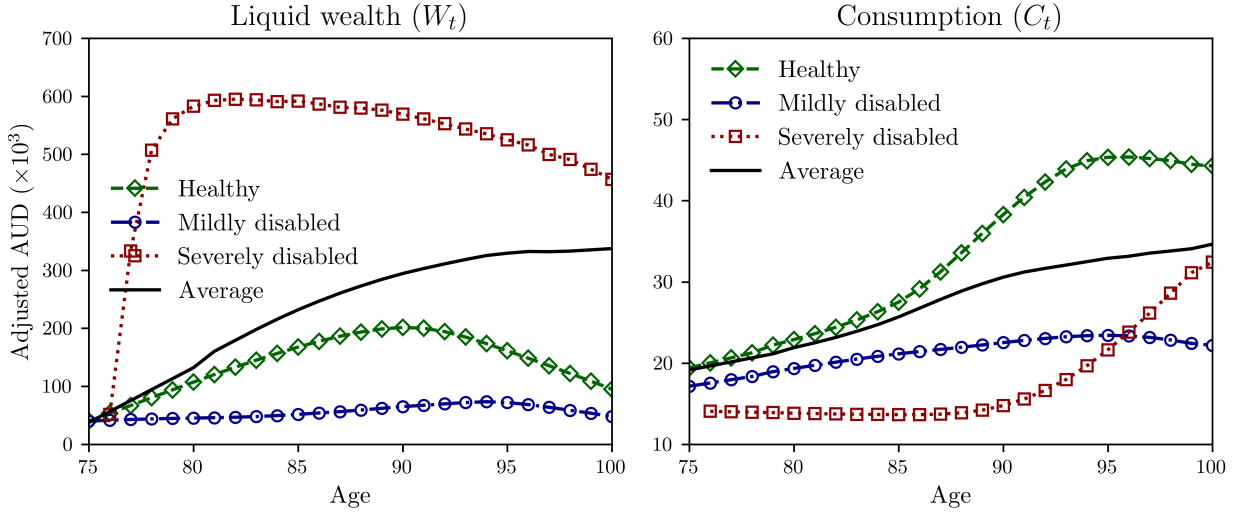 Liquid wealth (Wₜ)
Adjusted AUD (×10³)
700
600
500
400
300
200
100
0
Healthy
Mildly disabled
Severely disabled
Average
75
80
85
90
95
100
Age
Consumption (Cₜ)
60
50
40
30
20
10
Healthy
Mildly disabled
Severely disabled
Average
75
80
85
90
95
100
Age